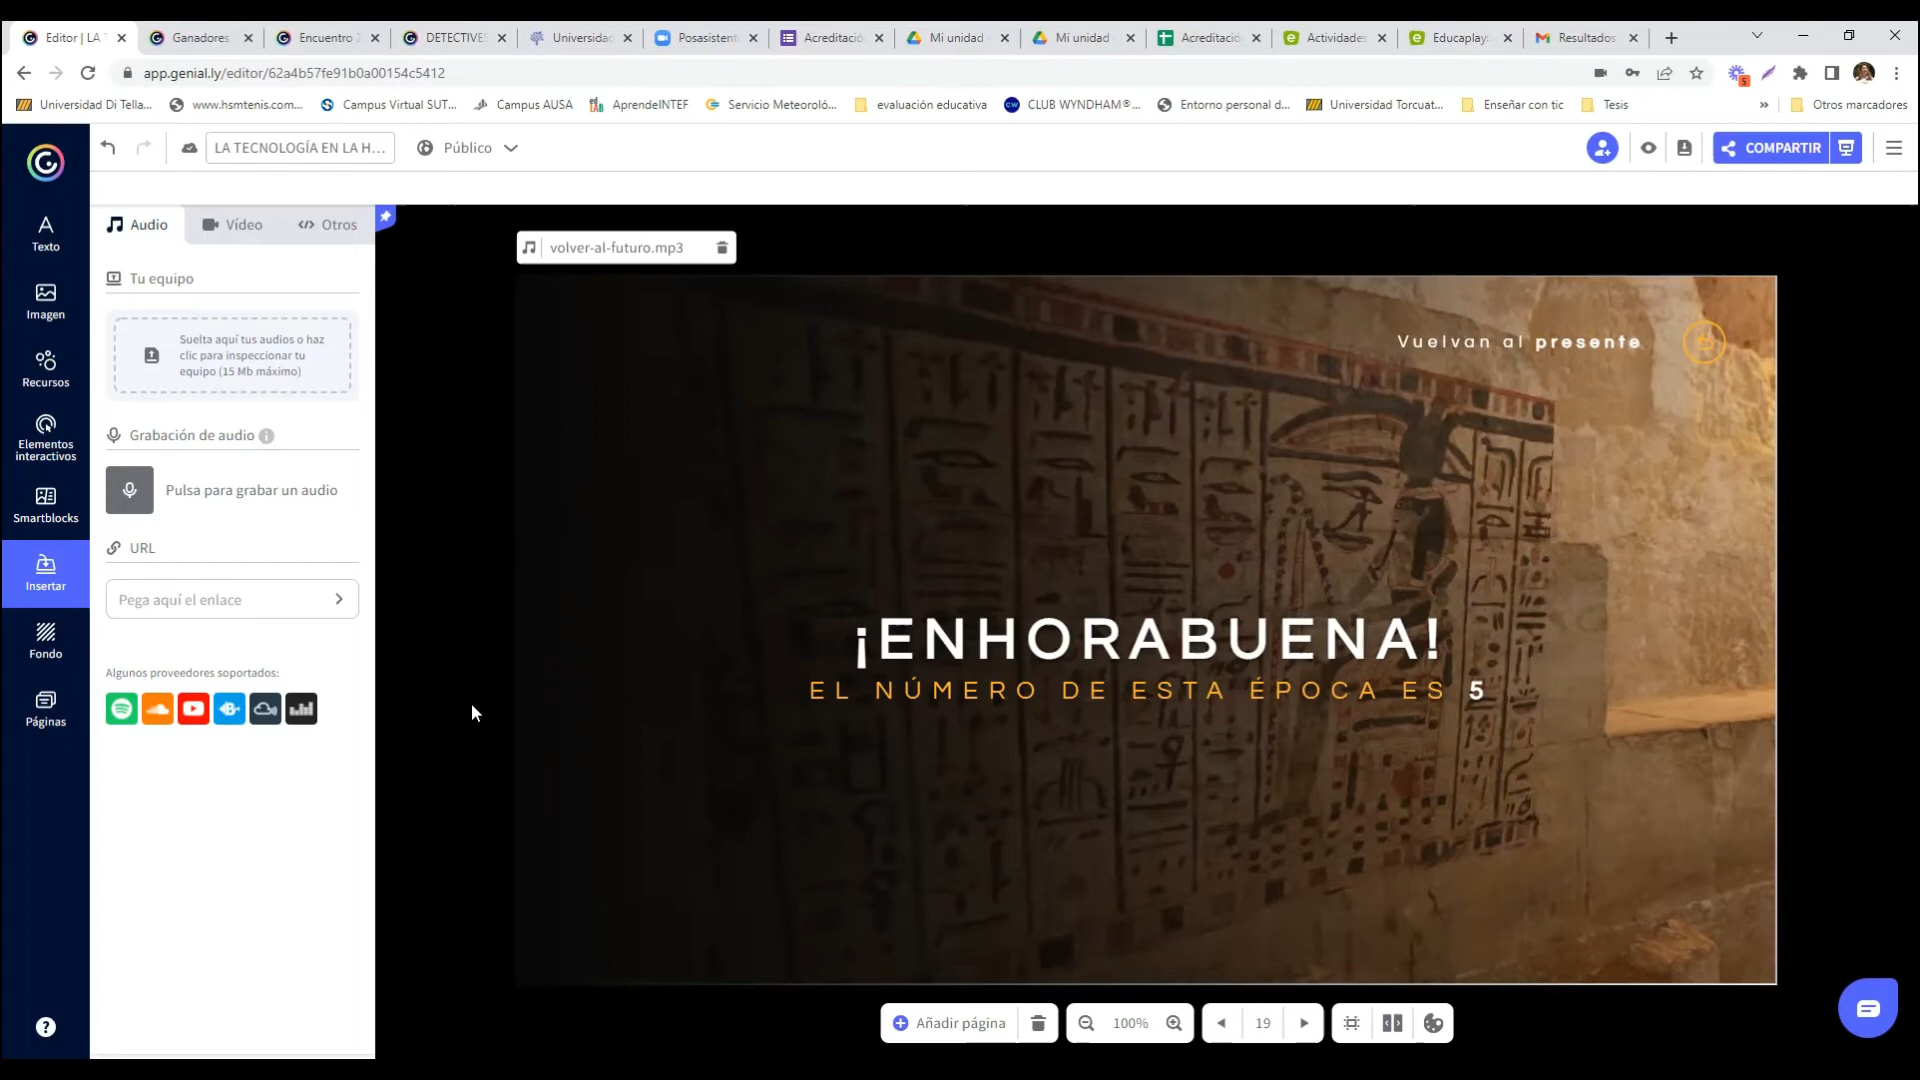 Editor | LA
Ganadores
Encuentro 2
DETECTIVES
Universidad
Posasistent
Acreditació
Mi unidad
Mi unidad
Acreditació
Actividades
Educaplay:
Resultados
app.genial.ly/editor/62a4b57fe91b0a00154c5412
5
Universidad Di Tella...
www.hsmtenis.com...
Campus Virtual SUT...
Campus AUSA
AprendeINTEF
Servicio Meteoroló...
evaluación educativa
CLUB WYNDHAM®...
Entorno personal d...
Universidad Torcuat...
Enseñar con tic
Tesis
»
Otros marcadores
LA TECNOLOGÍA EN LA H...
Público
COMPARTIR
Texto
Imagen
Recursos
Elementos
interactivos
Smartblocks
Insertar
Fondo
Páginas
Audio
Vídeo
Otros
Tu equipo
Suelta aquí tus audios o haz
clic para inspeccionar tu
equipo (15 Mb máximo)
Grabación de audio
Pulsa para grabar un audio
URL
Pega aquí el enlace
Algunos proveedores soportados:
volver-al-futuro.mp3
Vuelvan al presente
¡ENHORABUENA!
EL NÚMERO DE ESTA ÉPOCA ES 5
Añadir página
100%
19